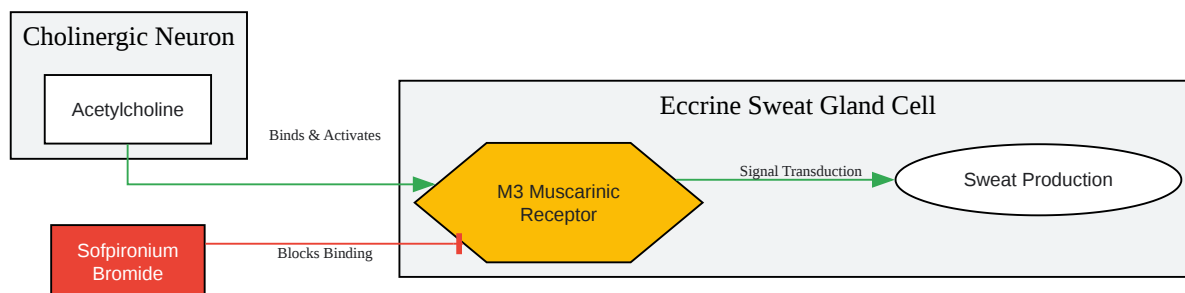 Cholinergic Neuron
Acetylcholine
Eccrine Sweat Gland Cell
Binds & Activates
M3 Muscarinic
Receptor
Signal Transduction
Sweat Production
Sofpironium
Bromide
Blocks Binding